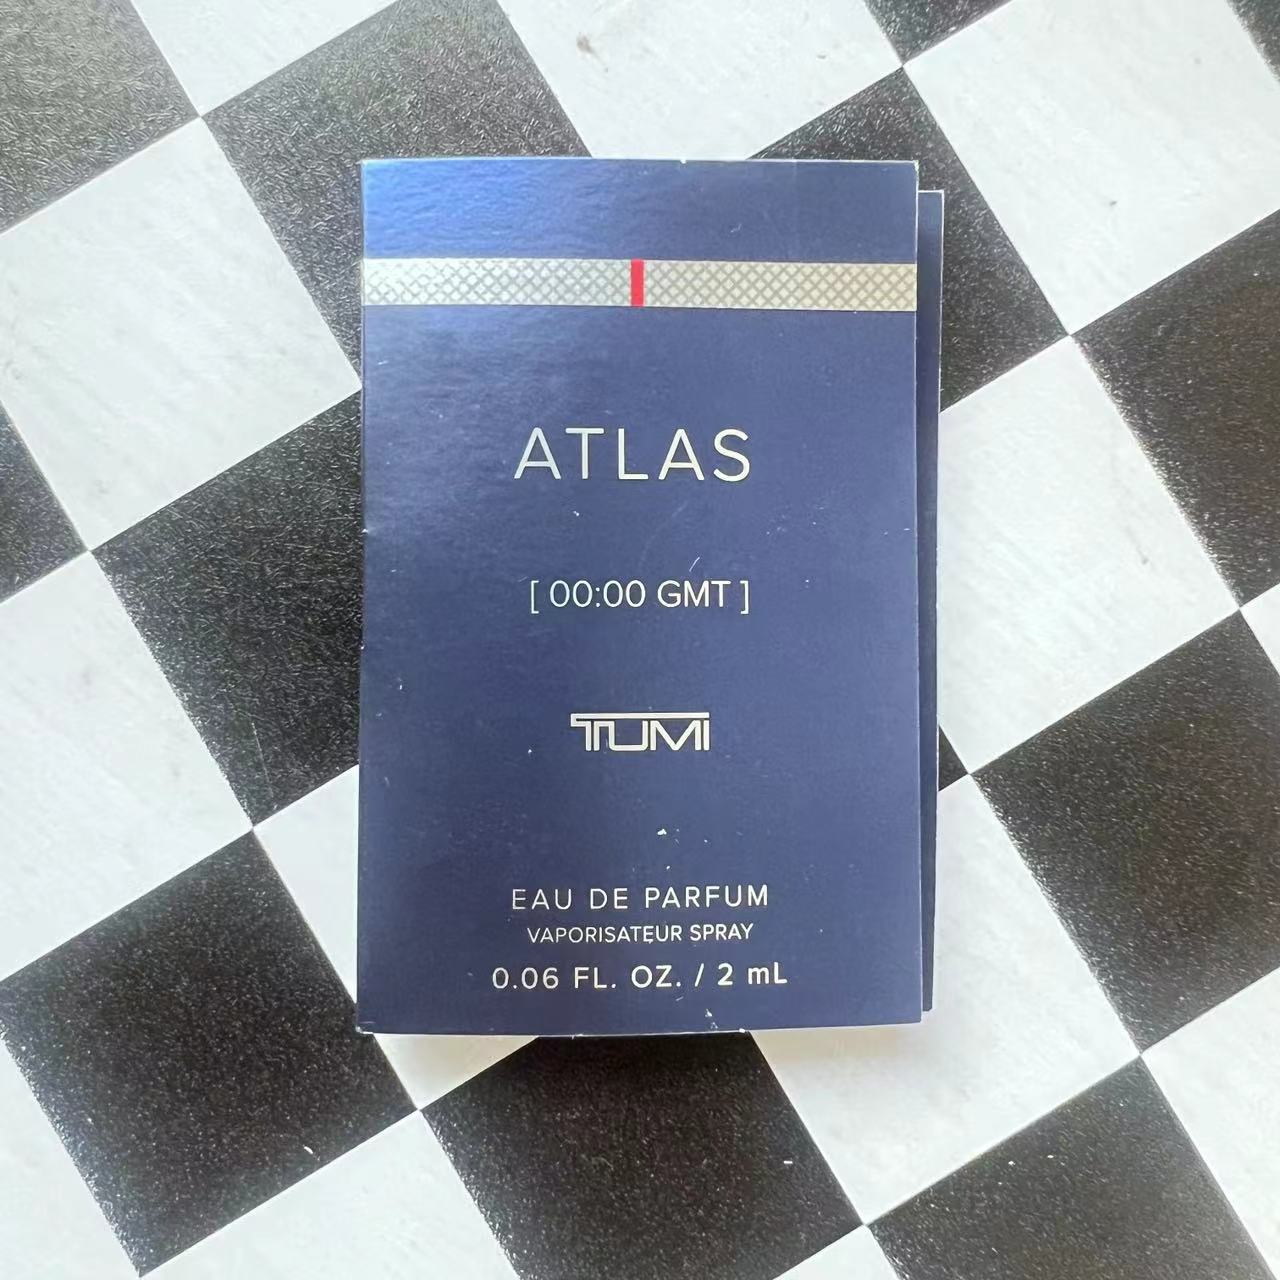 ATLAS
[ 00:00 GMT ]
TUMI
EAU DE PARFUM
VAPORISATEUR SPRAY
0.06 FL. OZ. / 2 mL